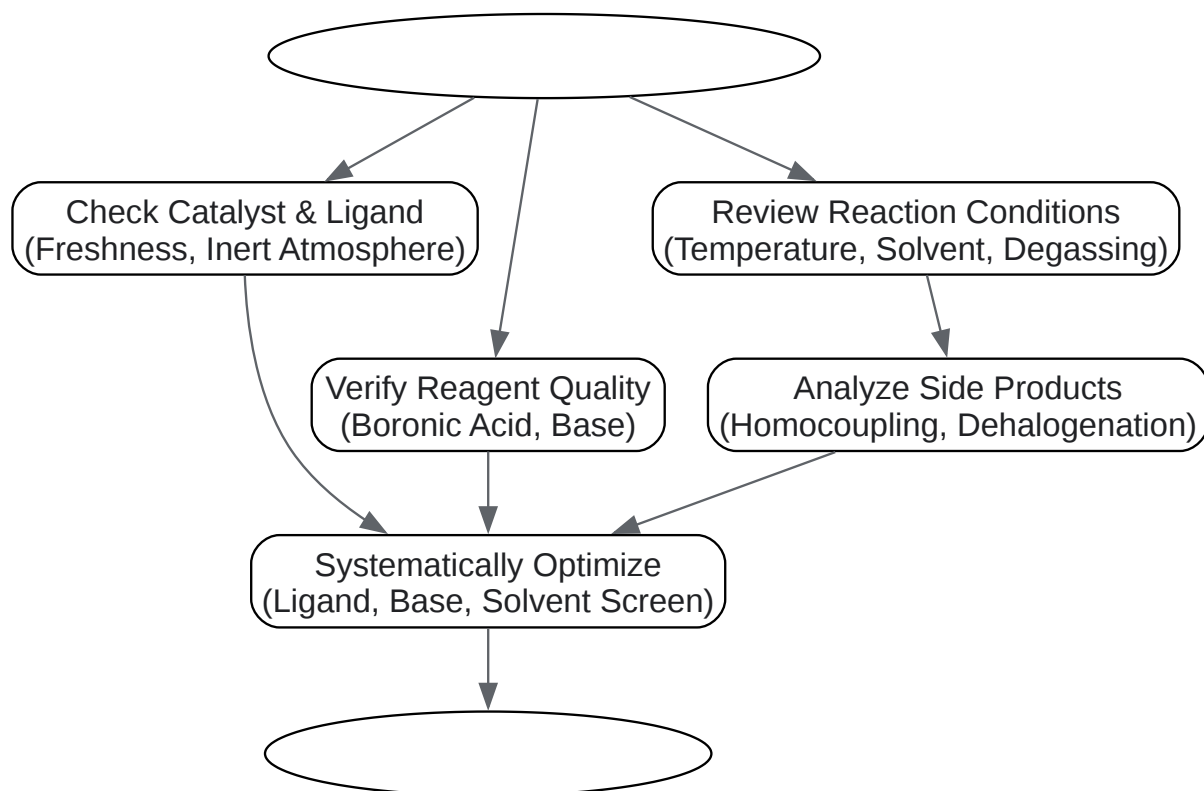 Check Catalyst & Ligand
(Freshness, Inert Atmosphere)
Review Reaction Conditions
(Temperature, Solvent, Degassing)
Verify Reagent Quality
(Boronic Acid, Base)
Analyze Side Products
(Homocoupling, Dehalogenation)
Systematically Optimize
(Ligand, Base, Solvent Screen)